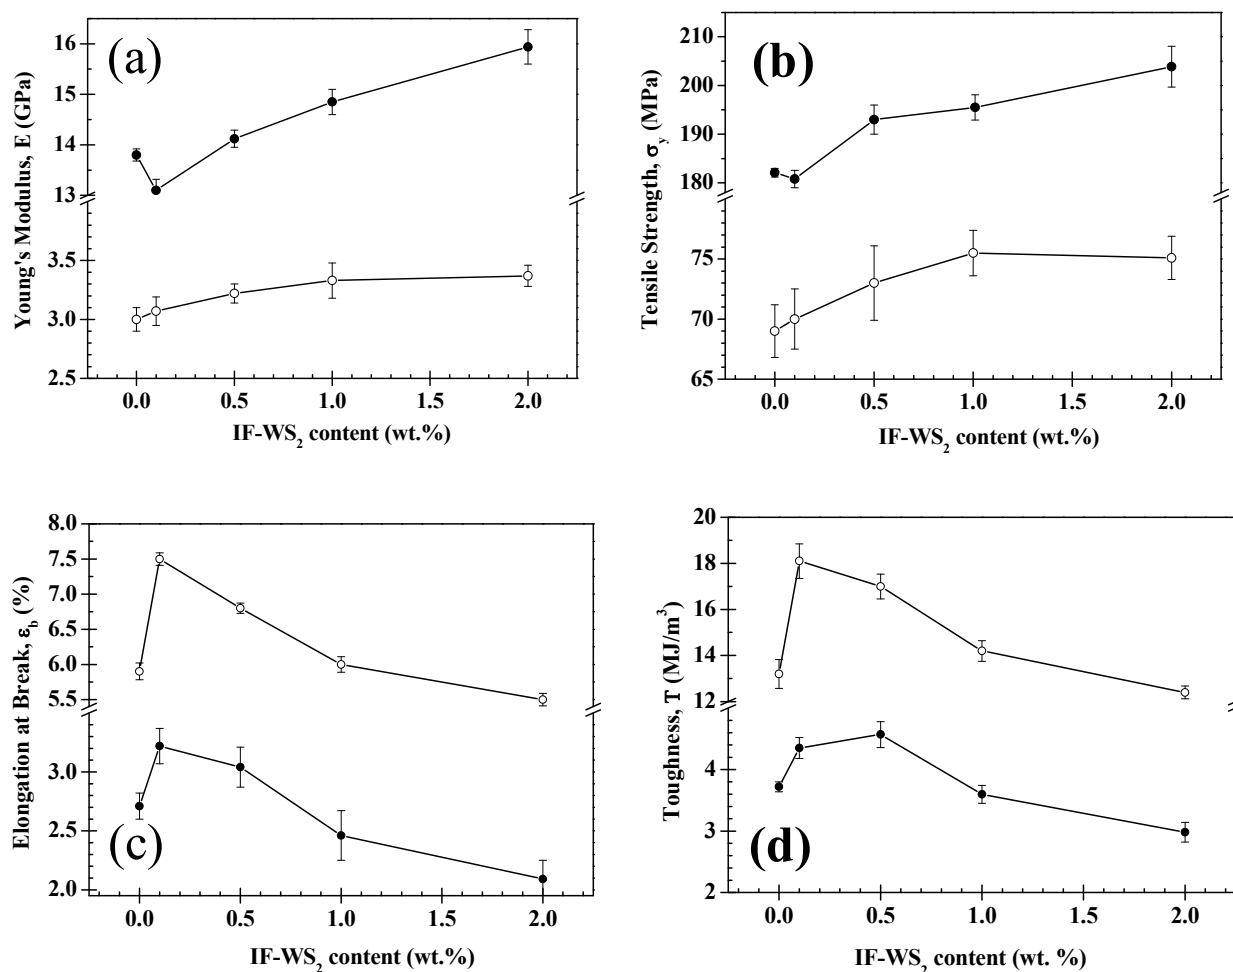 (a)
Young's Modulus, E ((GPa)
16
15
14
13
3.5
3.0
2.5
0.0 0.5 1.0 1.5 2.0
IF-WS2 content (wt.%)
(b)
Tentile Strength, σy (MPa)
210
200
190
180
75
70
65
0.0 0.5 1.0 1.5 2.0
IF-WS2 content (wt.%)
(c)
Elongation at Break, εb (%)
8.0
7.5
7.0
6.5
6.0
5.5
3.0
2.5
2.0
0.0 0.5 1.0 1.5 2.0
IF-WS2 content (wt.%)
(d)
Toughness, T (MJ/m³)
20
18
16
14
12
4
3
2
0.0 0.5 1.0 1.5 2.0
IF-WS2 content (wt. %)